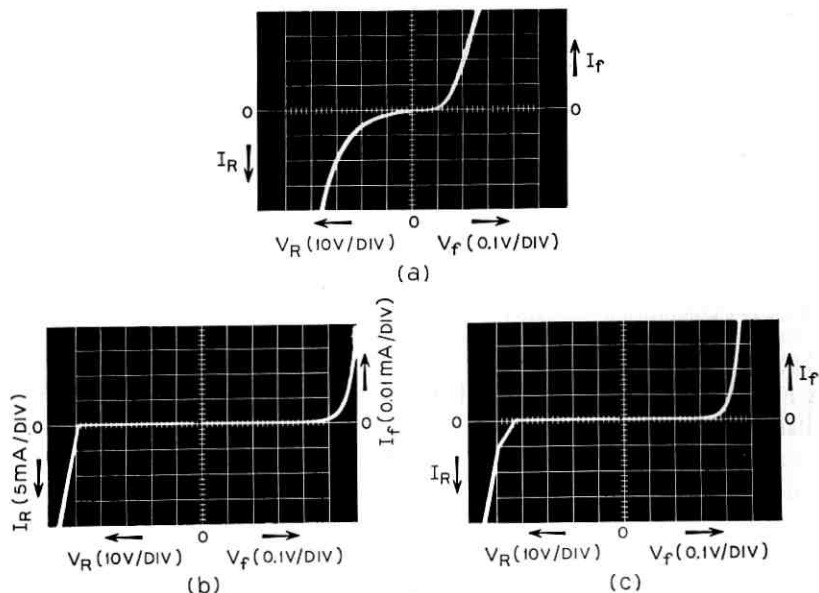 I_f
0
0
I_R
0
V_R (10V/DIV)
V_f (0.1V/DIV)
(a)
I_R (5mA/DIV)
0
I_f (0.01mA/DIV)
0
0
V_R (10V/DIV)
V_f (0.1V/DIV)
(b)
I_f
0
0
I_R
0
V_R (10V/DIV)
V_f (0.1V/DIV)
(c)